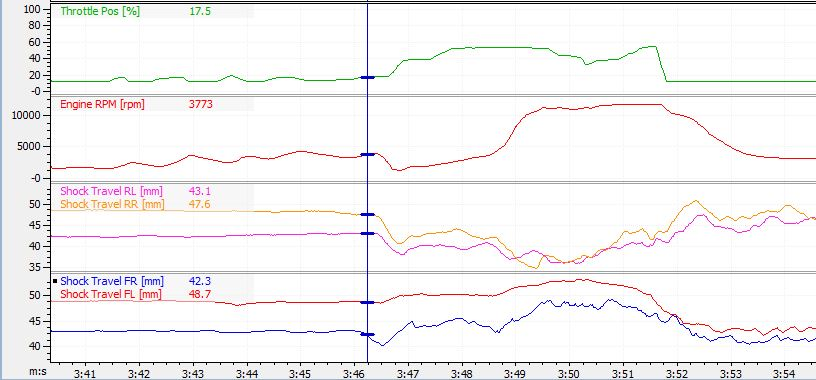 Throttle Pos [%] 17.5
100
80
60
40
20
-0
Engine RPM [rpm] 3773
10000
5000
-0
Shock Travel RL [mm] 43.1
Shock Travel RR [mm] 47.6
50
45
40
35
Shock Travel FR [mm] 42.3
Shock Travel FL [mm] 48.7
50
45
40
m:s 3:41 3:42 3:43 3:44 3:45 3:46 3:47 3:48 3:49 3:50 3:51 3:52 3:53 3:54